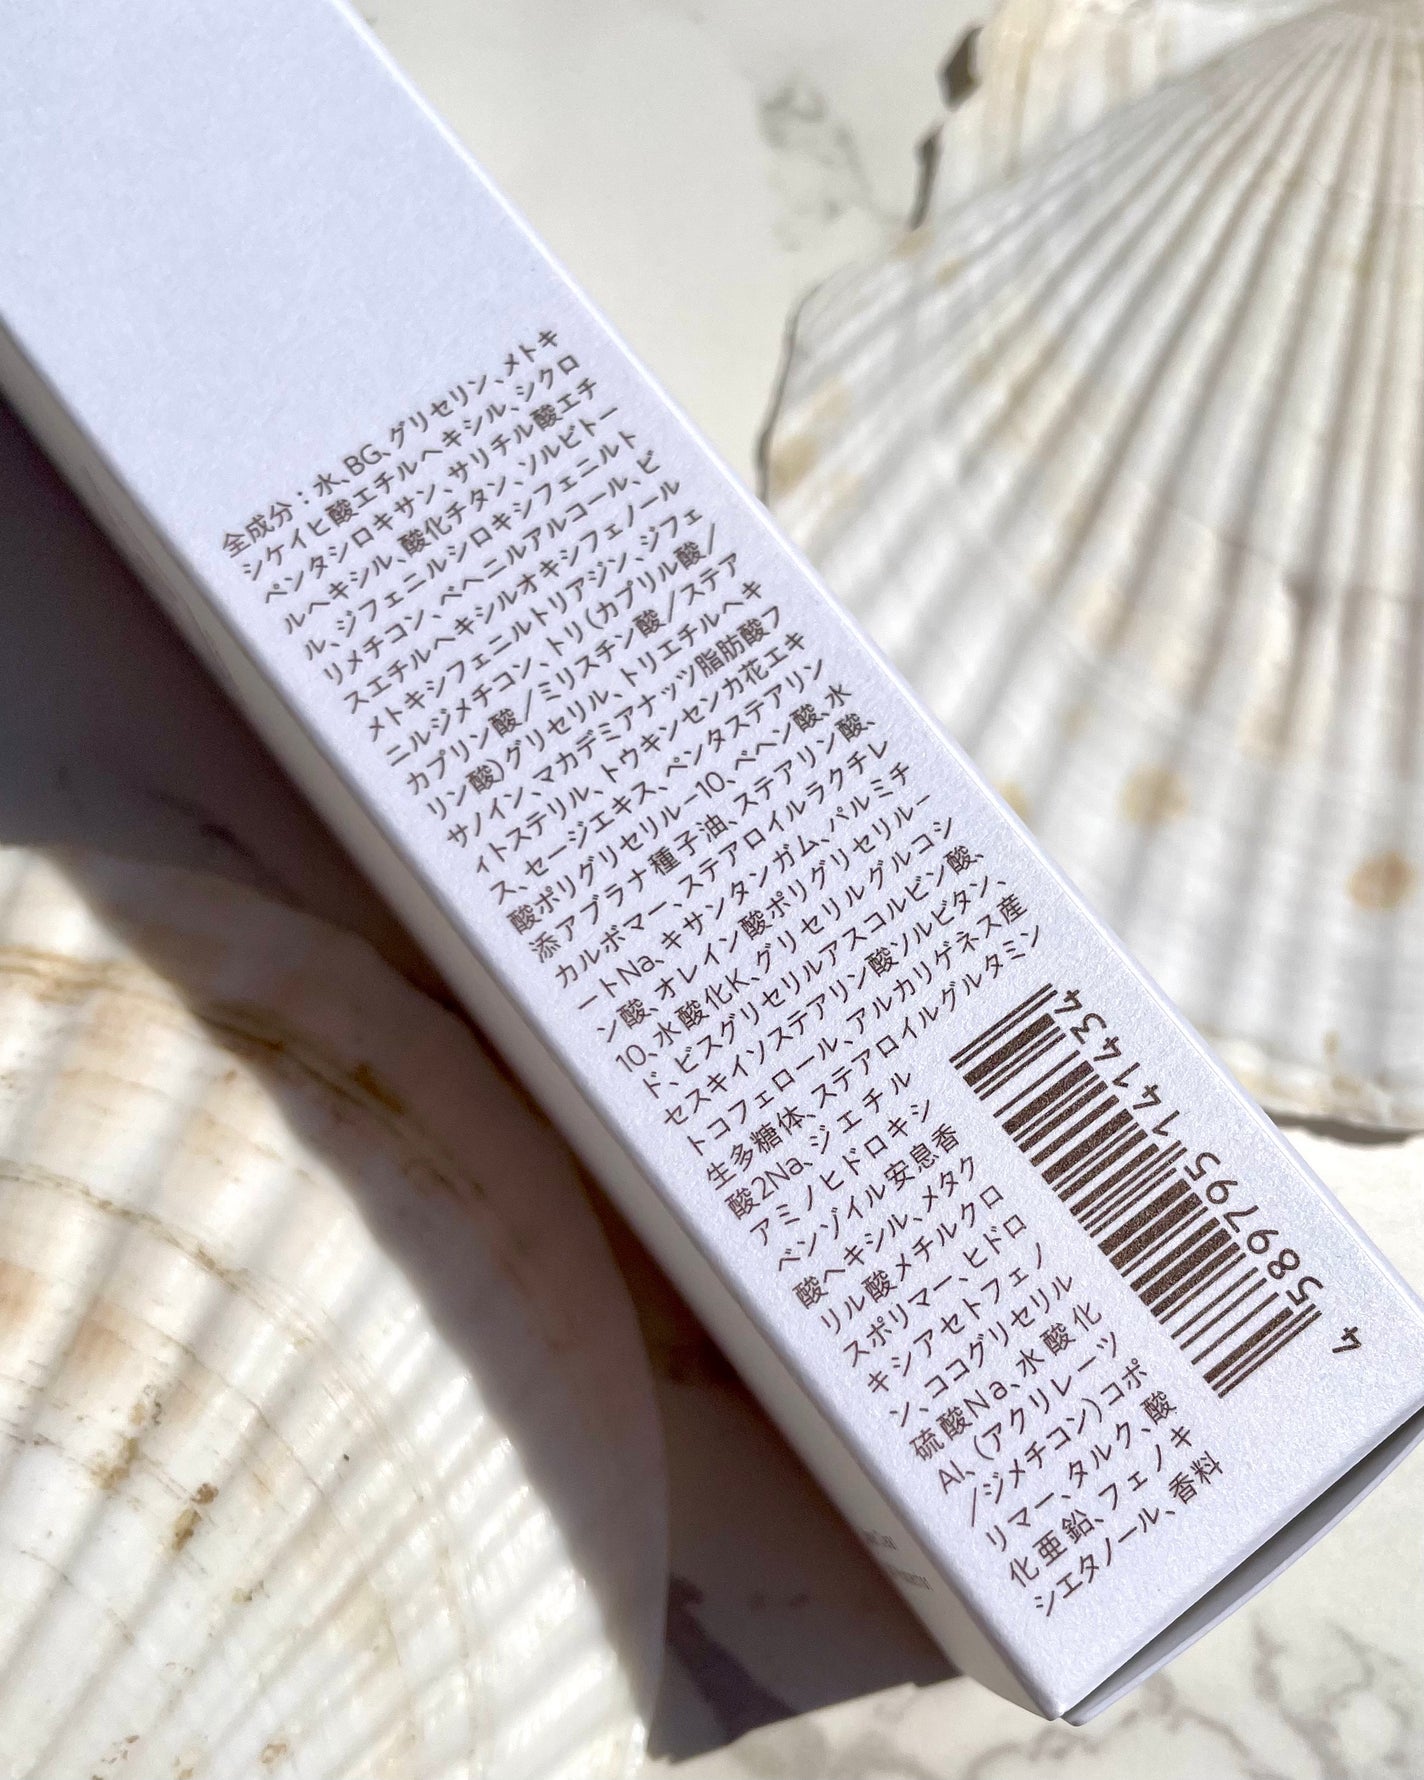 全成分：水、BG、グリセリン、メトキ
シケイヒ酸エチルヘキシル、シクロ
ペンタシロキサン、サリチル酸エチ
ルヘキシル、酸化チタン、ソルビトー
ル、ジフェニルシロキシフェニルト
リメチコン、ベヘニルアルコール、ビ
スエチルヘキシルオキシフェノール
メトキシフェニルトリアジン、ジフェ
ニルジメチコン、トリ(カプリル酸／
カプリン酸／ミリスチン酸／ステア
リン酸)グリセリル、トリエチルヘキ
サノイン、マカデミアナッツ脂肪酸フ
ィトステリル、トウキンセンカ花エキ
ス、セージエキス、ペンタステアリン
酸ポリグリセリル-10、ベヘン酸、水
添アブラナ種子油、ステアリン酸、
カルボマー、ステアロイルラクチレ
ートNa、キサンタンガム、パルミチ
ン酸、オレイン酸ポリグリセリル-
10、水酸化K、グリセリルグルコシ
ド、ビスグリセリルアスコルビン酸、
セスキイソステアリン酸ソルビタン、
トコフェロール、アルカリゲネス産
生多糖体、ステアロイルグルタミン
酸2Na、ジエチル
アミノヒドロキシ
ベンゾイル安息香
酸ヘキシル、メタク
リル酸メチルクロ
スポリマー、ヒドロ
キシアセトフェノ
ン、ココグリセリル
硫酸Na、水酸化
Al、(アクリレーツ
／ジメチコン)コポ
リマー、タルク、酸
化亜鉛、フェノキ
シエタノール、香料
4 589795 141434